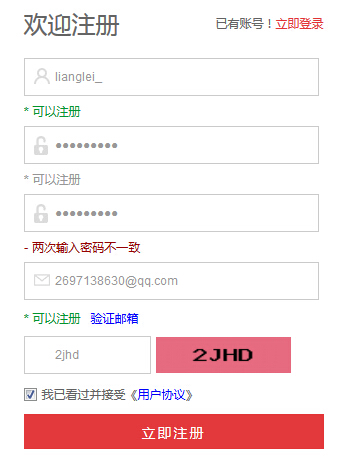 欢迎注册
已有账号！立即登录
lianglei_
* 可以注册
•••••••••
* 可以注册
•••••••••
- 两次输入密码不一致
2697138630@qq.com
* 可以注册 验证邮箱
2jhd 2JHD
我已看过并接受《用户协议》
立即注册